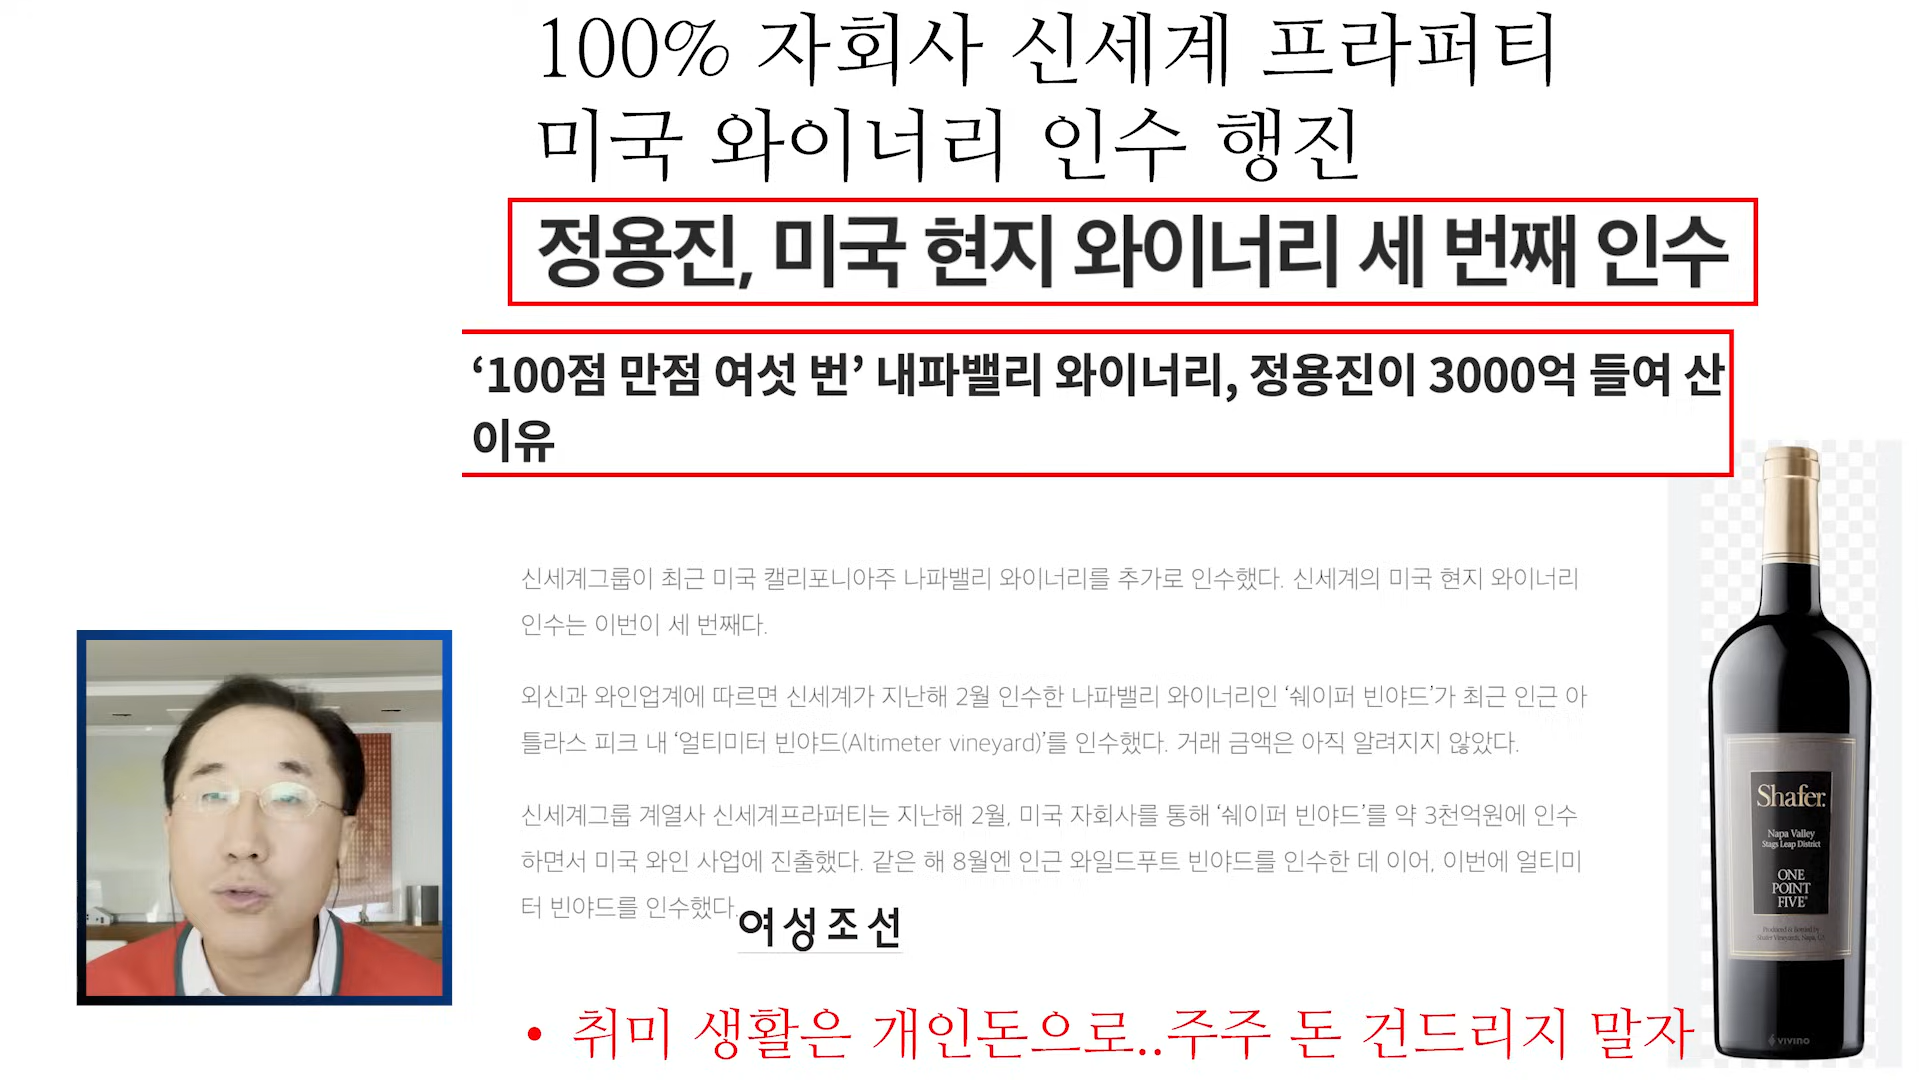 100% 자회사 신세계 프라퍼티
미국 와이너리 인수 행진
정용진, 미국 현지 와이너리 세 번째 인수
‘100점 만점 여섯 번’ 내파밸리 와이너리, 정용진이 3000억 들여 산
이유
신세계그룹이 최근 미국 캘리포니아주 나파밸리 와이너리를 추가로 인수했다. 신세계의 미국 현지 와이너리
인수는 이번이 세 번째다.
외신과 와인업계에 따르면 신세계가 지난해 2월 인수한 나파밸리 와이너리인 ‘쉐이퍼 빈야드’가 최근 인근 아
틀라스 피크 내 ‘얼티미터 빈야드(Altimeter vineyard)’를 인수했다. 거래 금액은 아직 알려지지 않았다.
신세계그룹 계열사 신세계프라퍼티는 지난해 2월, 미국 자회사를 통해 ‘쉐이퍼 빈야드’를 약 3천억원에 인수
하면서 미국 와인 사업에 진출했다. 같은 해 8월엔 인근 와일드푸트 빈야드를 인수한 데 이어, 이번에 얼티미
터 빈야드를 인수했다.
여성조선
• 취미 생활은 개인돈으로..주주 돈 건드리지 말자
Shafer.
Napa Valley
Stags Leap District
ONE
POINT
FIVE
Produced & Bottled by
Shafer Vineyards, Napa, CA
VIVINO